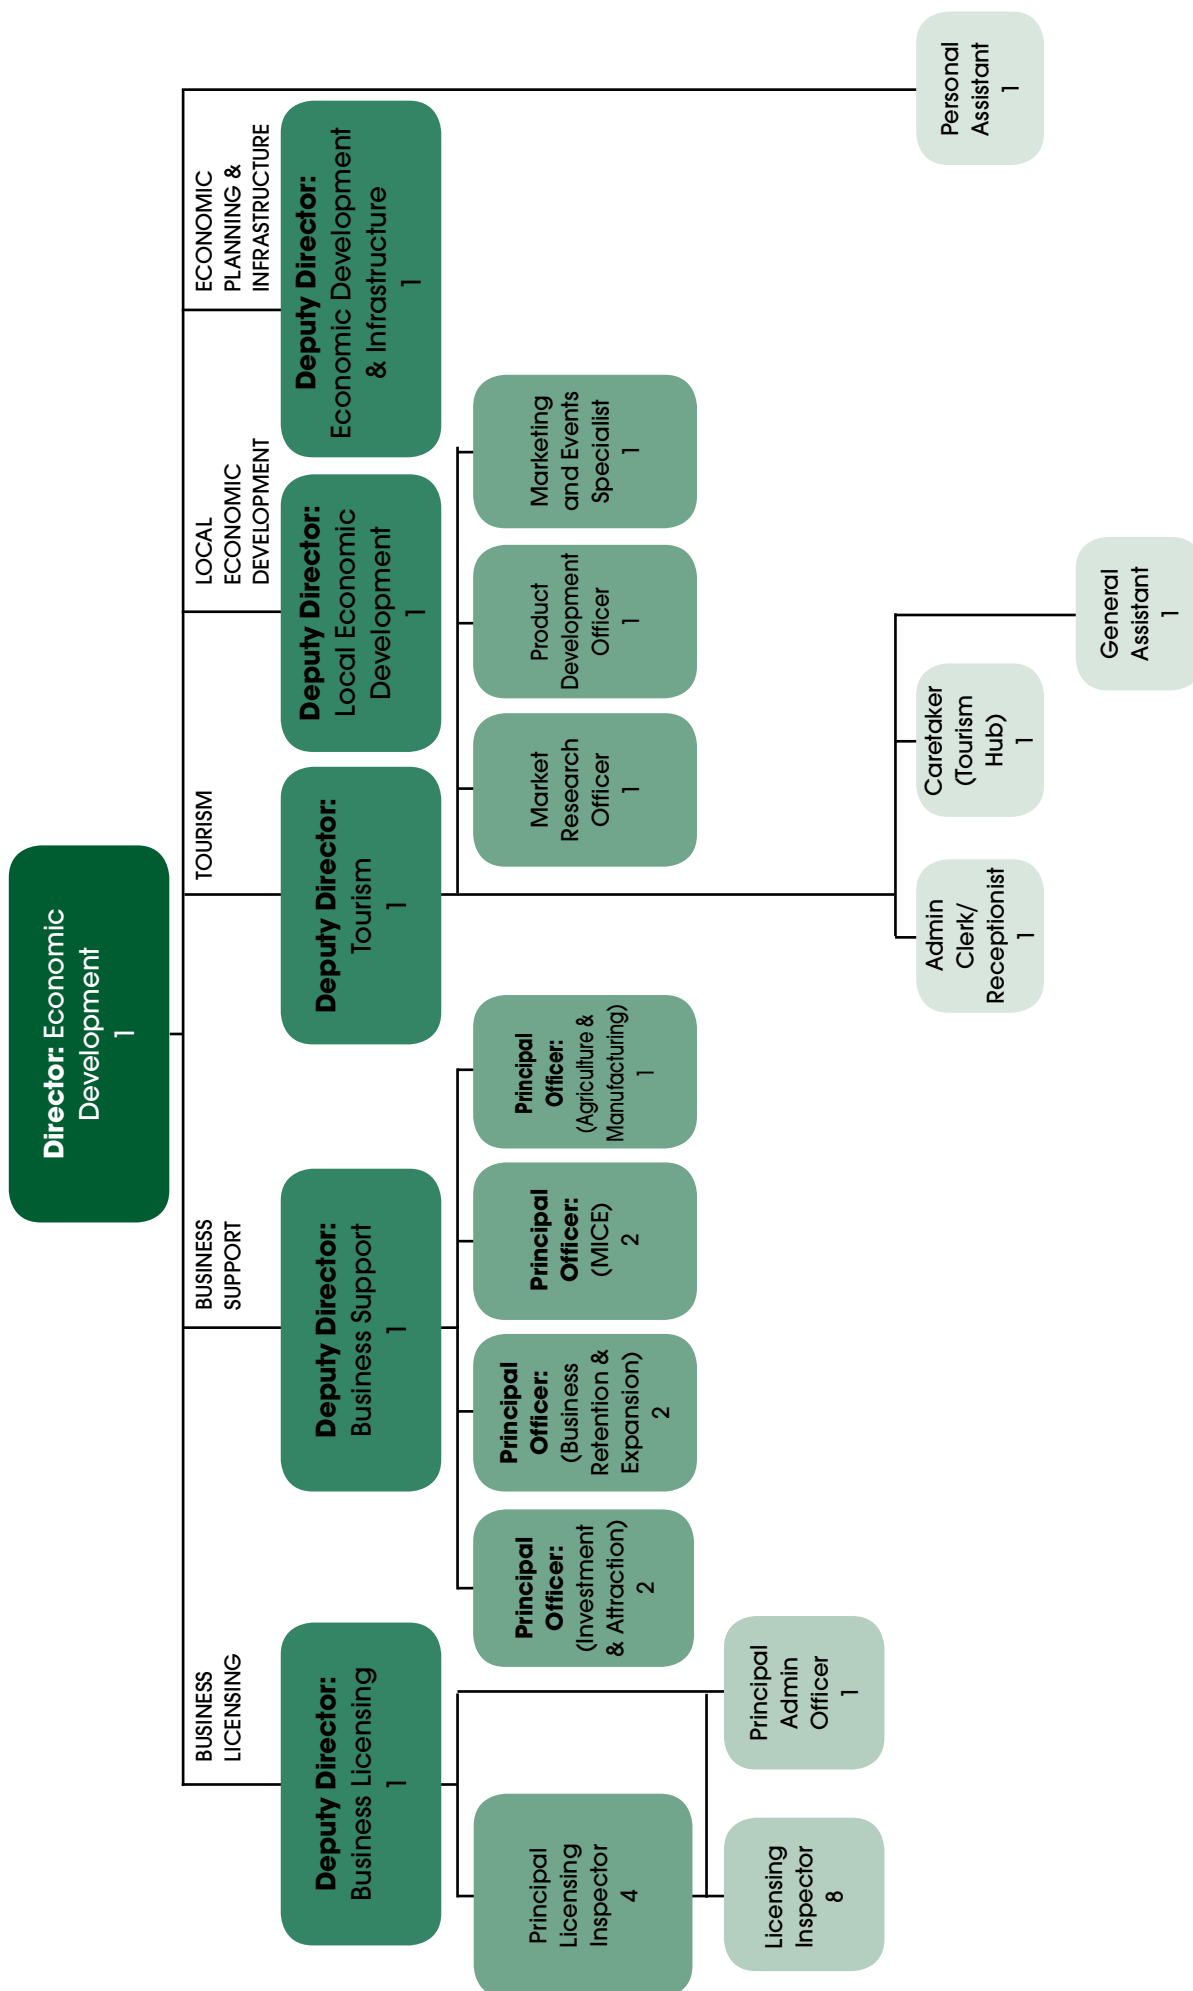 Director: Economic
Development
1
BUSINESS
LICENSING
BUSINESS
SUPPORT
TOURISM
LOCAL
ECONOMIC
DEVELOPMENT
ECONOMIC
PLANNING &
INFRASTRUCTURE
Deputy Director:
Business Licensing
1
Deputy Director:
Business Support
1
Deputy Director:
Tourism
1
Deputy Director:
Local Economic
Development
1
Deputy Director:
Economic Development
& Infrastructure
1
Principal
Licensing
Inspector
4
Principal
Officer:
(Investment
& Attraction)
2
Principal
Officer:
(Business
Retention &
Expansion)
2
Principal
Officer:
(MICE)
2
Principal
Officer:
(Agriculture &
Manufacturing)
1
Market
Research
Officer
1
Product
Development
Officer
1
Marketing
and Events
Specialist
1
Licensing
Inspector
8
Principal
Admin
Officer
1
Admin
Clerk/
Receptionist
1
Caretaker
(Tourism
Hub)
1
Personal
Assistant
1
General
Assistant
1